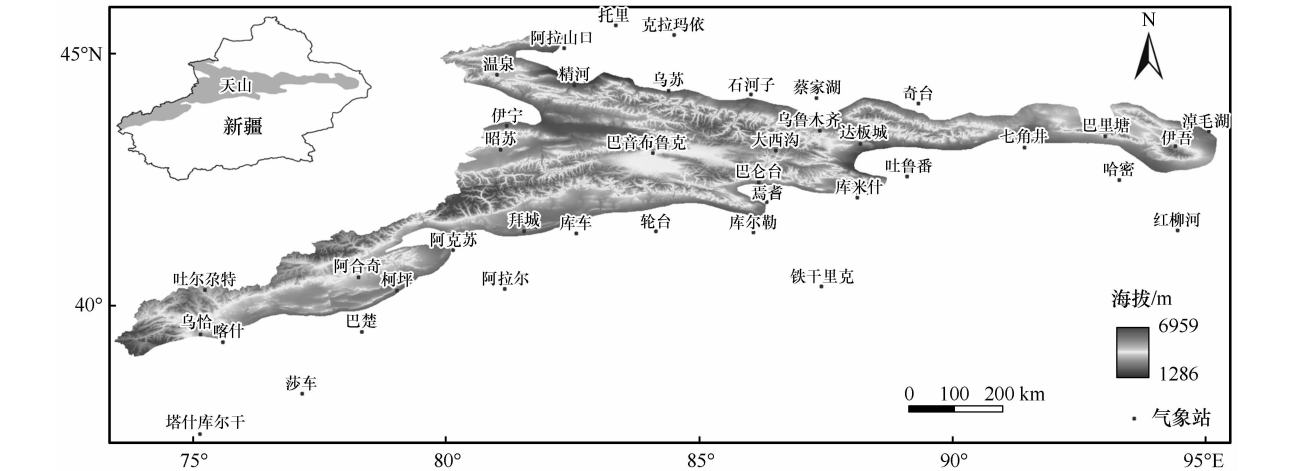 托里
克拉玛依
N
45°N
阿拉山口
温泉
精河
乌苏
石河子
蔡家湖
奇台
天山
新疆
伊宁
昭苏
巴音布鲁克
乌鲁木齐
大西沟
达板城
七角井
巴里塘
淖毛湖
伊吾
巴仑台
吐鲁番
哈密
焉耆
库米什
拜城
库车
轮台
库尔勒
红柳河
阿克苏
阿合奇
柯坪
阿拉尔
铁干里克
吐尔尕特
40°
乌恰
喀什
巴楚
海拔/m
6959
1286
莎车
0 100 200 km
塔什库尔干
气象站
75° 80° 85° 90° 95°E